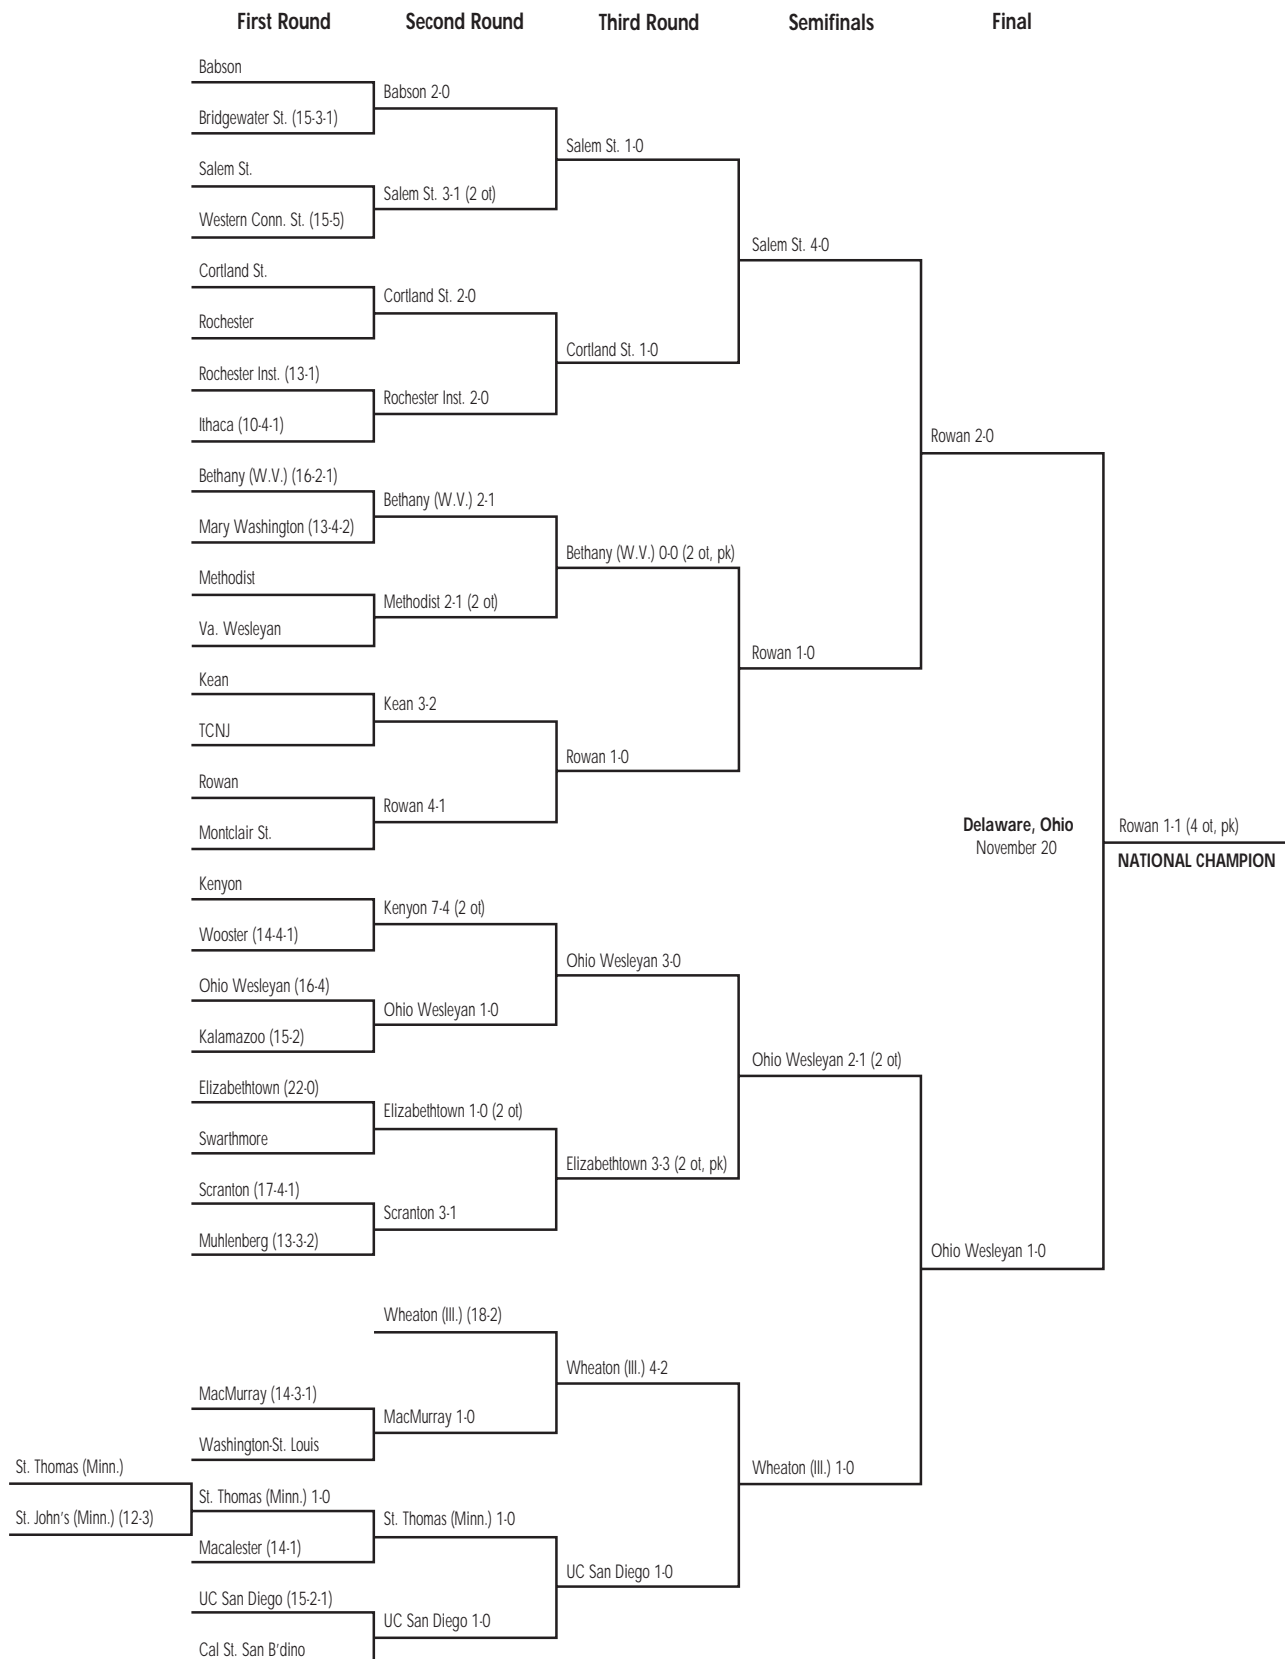 First Round Second Round Third Round Semifinals Final
Babson
Babson 2-0
Bridgewater St. (15-3-1)
Salem St. 1-0
Salem St.
Salem St. 3-1 (2 ot)
Western Conn. St. (15-5)
Salem St. 4-0
Cortland St.
Cortland St. 2-0
Rochester
Cortland St. 1-0
Rochester Inst. (13-1)
Rochester Inst. 2-0
Ithaca (10-4-1)
Rowan 2-0
Bethany (W.V.) (16-2-1)
Bethany (W.V.) 2-1
Mary Washington (13-4-2)
Bethany (W.V.) 0-0 (2 ot, pk)
Methodist
Methodist 2-1 (2 ot)
Va. Wesleyan
Rowan 1-0
Kean
Kean 3-2
TCNJ
Rowan 1-0
Rowan
Rowan 4-1
Montclair St.
Delaware, Ohio
November 20
Rowan 1-1 (4 ot, pk)
NATIONAL CHAMPION
Kenyon
Kenyon 7-4 (2 ot)
Wooster (14-4-1)
Ohio Wesleyan 3-0
Ohio Wesleyan (16-4)
Ohio Wesleyan 1-0
Kalamazoo (15-2)
Ohio Wesleyan 2-1 (2 ot)
Elizabethtown (22-0)
Elizabethtown 1-0 (2 ot)
Swarthmore
Elizabethtown 3-3 (2 ot, pk)
Scranton (17-4-1)
Scranton 3-1
Muhlenberg (13-3-2)
Ohio Wesleyan 1-0
Wheaton (Ill.) (18-2)
Wheaton (Ill.) 4-2
MacMurray (14-3-1)
MacMurray 1-0
Washington-St. Louis
Wheaton (Ill.) 1-0
St. Thomas (Minn.)
St. Thomas (Minn.) 1-0
St. John's (Minn.) (12-3)
St. Thomas (Minn.) 1-0
Macalester (14-1)
UC San Diego 1-0
UC San Diego (15-2-1)
UC San Diego 1-0
Cal St. San B'dino